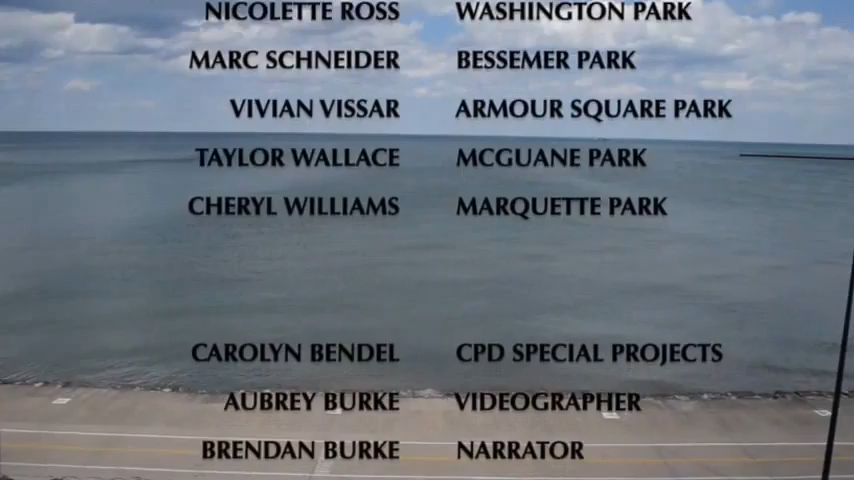 NICOLETTE ROSS WASHINGTON PARK
MARC SCHNEIDER BESSEMER PARK
VIVIAN VISSAR ARMOUR SQUARE PARK
TAYLOR WALLACE MCGUANE PARK
CHERYL WILLIAMS MARQUETTE PARK
CAROLYN BENDEL CPD SPECIAL PROJECTS
AUBREY BURKE VIDEOGRAPHER
BRENDAN BURKE NARRATOR